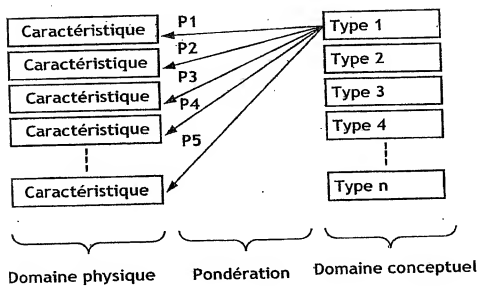 Caractéristique P1 Type 1
Caractéristique P2 Type 2
Caractéristique P3 Type 3
Caractéristique P4 Type 4
P5
Caractéristique Type n
Domaine physique Pondération Domaine conceptuel